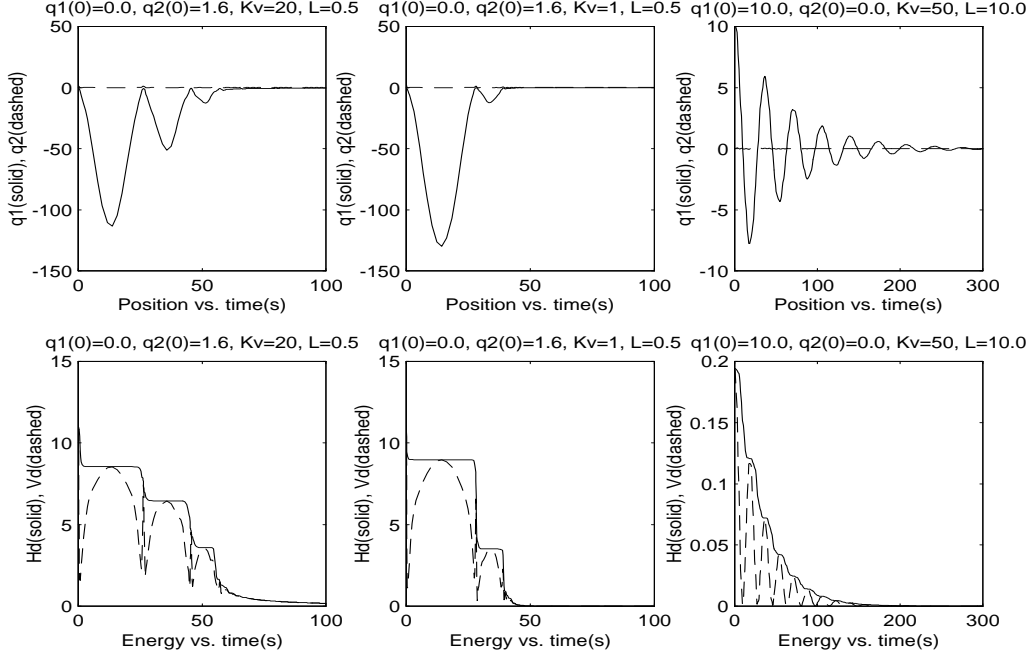 q1(0)=0.0, q2(0)=1.6, Kv=20, L=0.5
50
0
-50
-100
-150
0
50
100
q1(solid), q2(dashed)
Position vs. time(s)
q1(0)=0.0, q2(0)=1.6, Kv=1, L=0.5
50
0
-50
-100
-150
0
50
100
q1(solid), q2(dashed)
Position vs. time(s)
q1(0)=10.0, q2(0)=0.0, Kv=50, L=10.0
10
5
0
-5
-10
0
100
200
300
q1(solid), q2(dashed)
Position vs. time(s)
q1(0)=0.0, q2(0)=1.6, Kv=20, L=0.5
15
10
5
0
0
50
100
Hd(solid), Vd(dashed)
Energy vs. time(s)
q1(0)=0.0, q2(0)=1.6, Kv=1, L=0.5
15
10
5
0
0
50
100
Hd(solid), Vd(dashed)
Energy vs. time(s)
q1(0)=10.0, q2(0)=0.0, Kv=50, L=10.0
0.2
0.15
0.1
0.05
0
0
100
200
300
Hd(solid), Vd(dashed)
Energy vs. time(s)